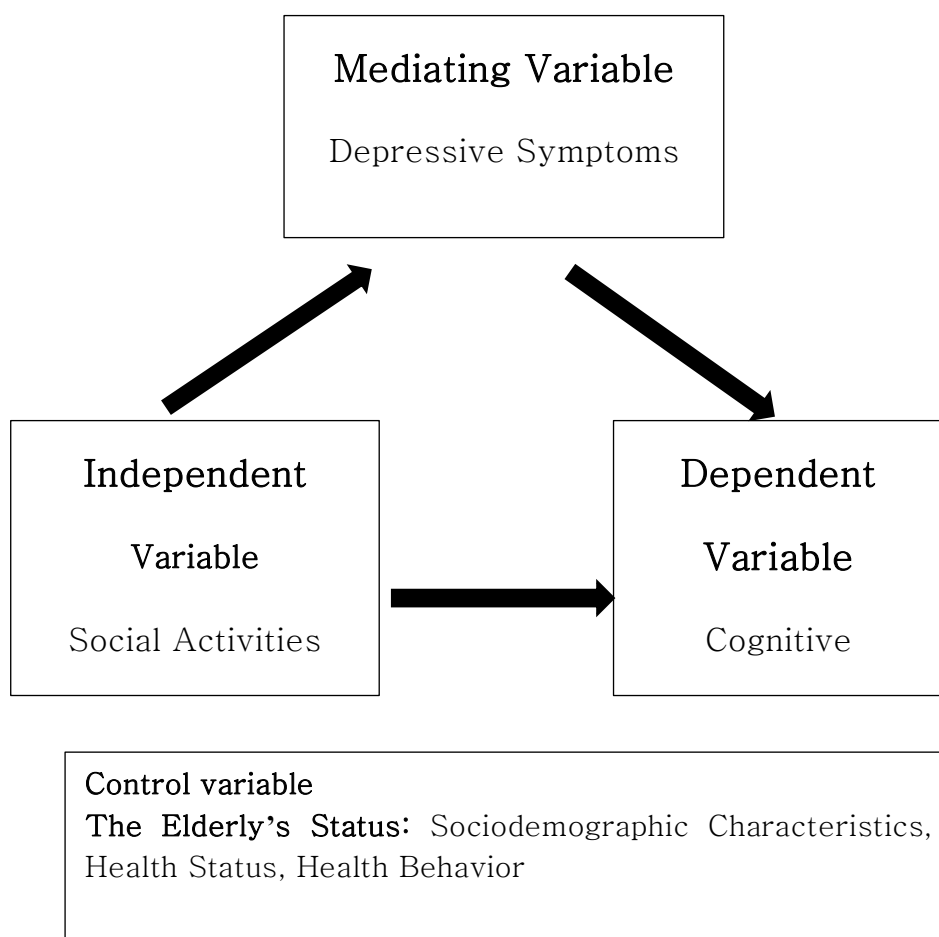 Mediating Variable
Depressive Symptoms
Independent
Variable
Social Activities
Dependent
Variable
Cognitive
Control variable
The Elderly’s Status: Sociodemographic Characteristics,
Health Status, Health Behavior